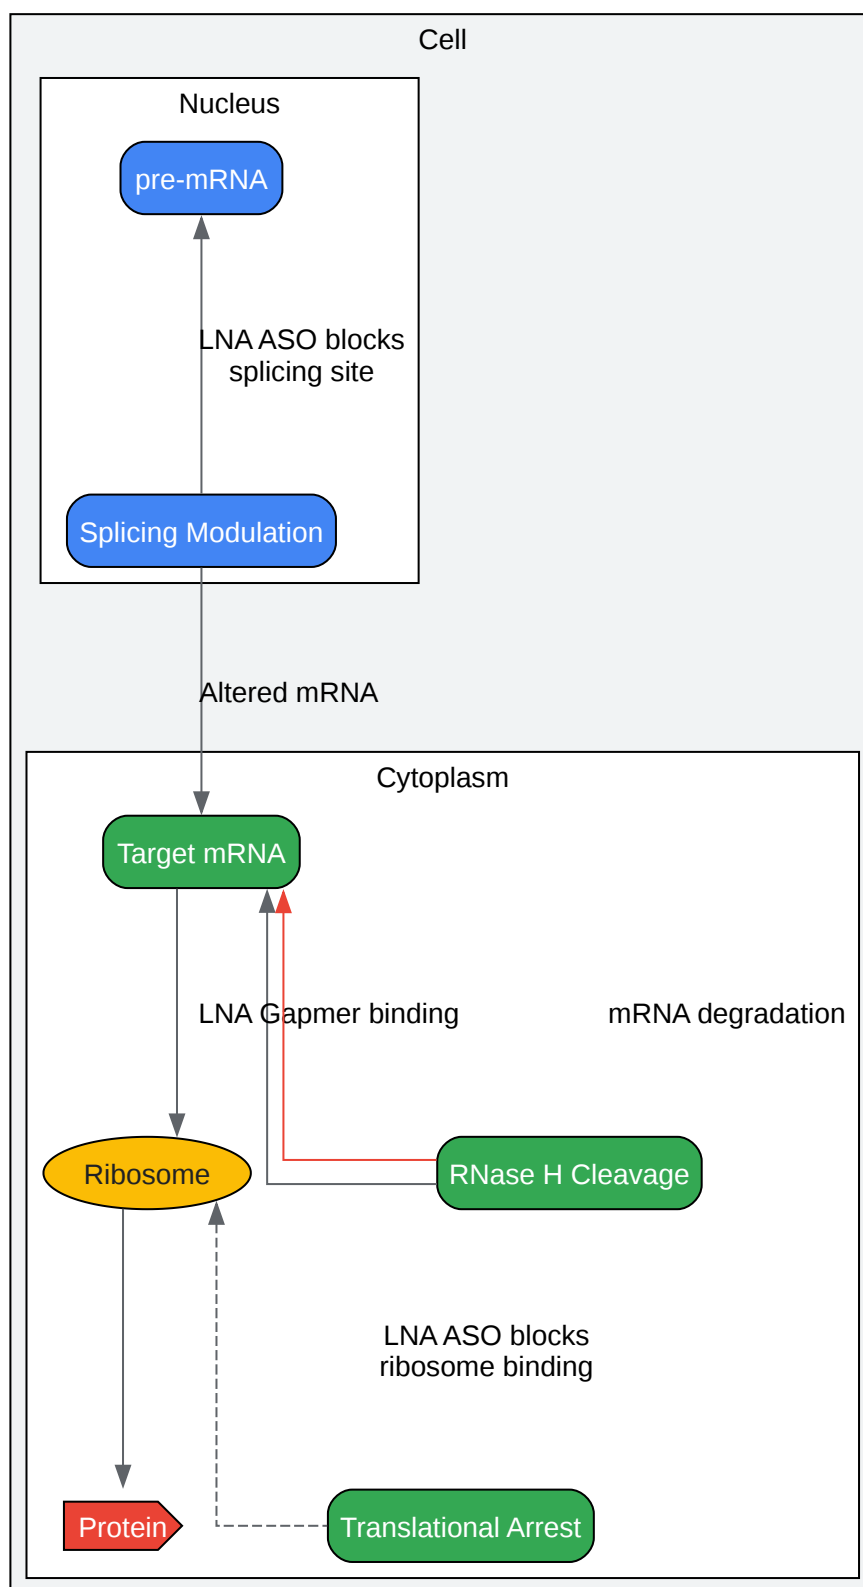 Cell
Nucleus
pre-mRNA
LNA ASO blocks
splicing site
Splicing Modulation
Altered mRNA
Cytoplasm
Target mRNA
LNA Gapmer binding
mRNA degradation
Ribosome
RNase H Cleavage
LNA ASO blocks
ribosome binding
Protein
Translational Arrest